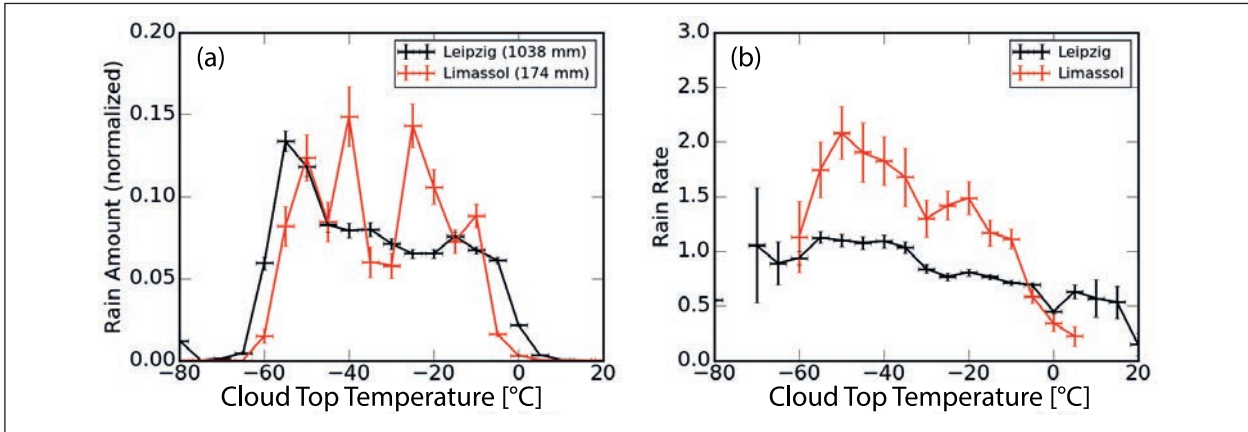 (a)
Leipzig (1038 mm)
Limassol (174 mm)
Rain Amount (normalized)
0.20
0.15
0.10
0.05
0.00
−80 −60 −40 −20 0 20
Cloud Top Temperature [°C]
(b)
Leipzig
Limassol
Rain Rate
3.0
2.5
2.0
1.5
1.0
0.5
0.0
−80 −60 −40 −20 0 20
Cloud Top Temperature [°C]